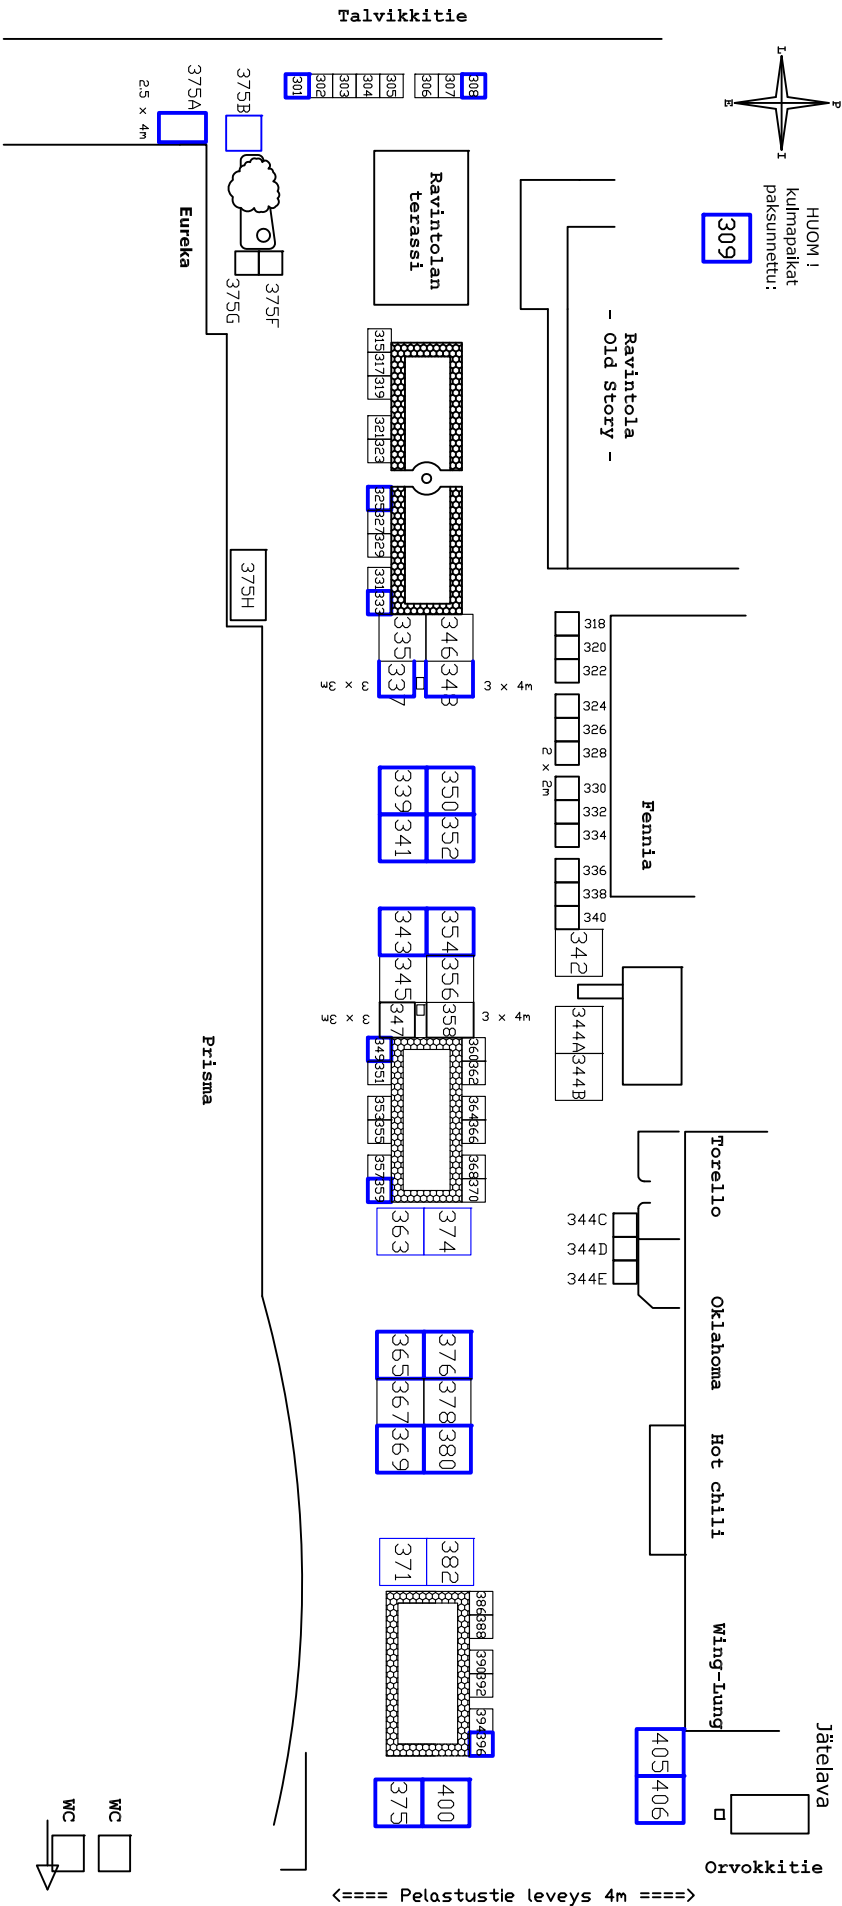 Talvikkitie
375A
375B
2.5 x 4m
301
302
303
304
305
306
307
308
L
E
P
I
HUOM !
kulmapaikat
paksunnettu:
309
Eureka
375G
375F
Ravintolan
terassi
Ravintola
- Old Story -
315
317
319
321
323
325
327
329
331
333
375H
335
346
337
348
3 x 3m
3 x 4m
318
320
322
324
326
328
2 x 2m
330
332
334
336
338
340
342
Fennia
339
350
341
352
343
354
345
356
347
358
3 x 3m
3 x 4m
344A
344B
Prisma
349
351
353
355
357
359
360
362
364
366
368
370
363
374
Torello
344C
344D
344E
Oklahoma
365
376
367
378
369
380
Hot chili
371
382
386
388
390
392
394
396
Wing-Lung
405
406
Jätelava
375
400
WC
WC
Orvokkitie
<==== Pelastustie leveys 4m ====>